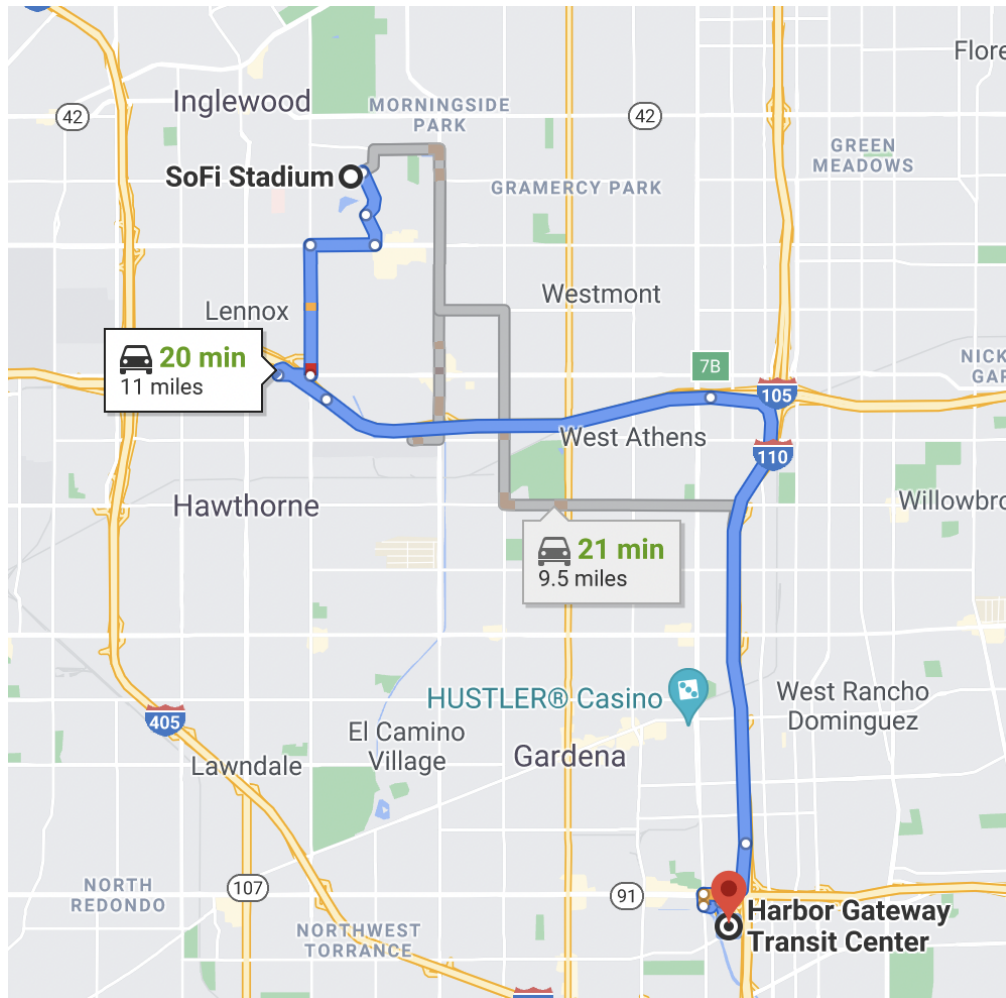 Flore
Inglewood
42
MORNINGSIDE
PARK
42
GREEN
MEADOWS
SoFi Stadium
GRAMERCY PARK
Westmont
Lennox
20 min
11 miles
7B
NICK
GAR
105
West Athens
110
Hawthorne
Willowbro
21 min
9.5 miles
HUSTLER® Casino
West Rancho
Dominguez
405
El Camino
Village
Gardena
Lawndale
NORTH
REDONDO
107
91
Harbor Gateway
Transit Center
NORTHWEST
TORRANCE